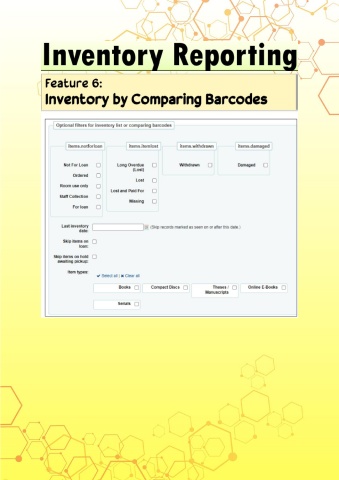 Inventory Reporting
Feature 6:
Inventory by Comparing Barcodes
Optional filters for inventory list or comparing barcodes
items.notforloan items.itemlost items.withdrawn items.damaged
Not For Loan Long Overdue (Lost) Withdrawn Damaged
Ordered Lost
Room use only Lost and Paid For
Staff Collection Missing
For loan
Last inventory date: (Skip records marked as seen on or after this date.)
Skip items on loan:
Skip items on hold awaiting pickup:
Item types: Select all | Clear all
Books Compact Discs Theses / Manuscripts Online E-Books
Serials